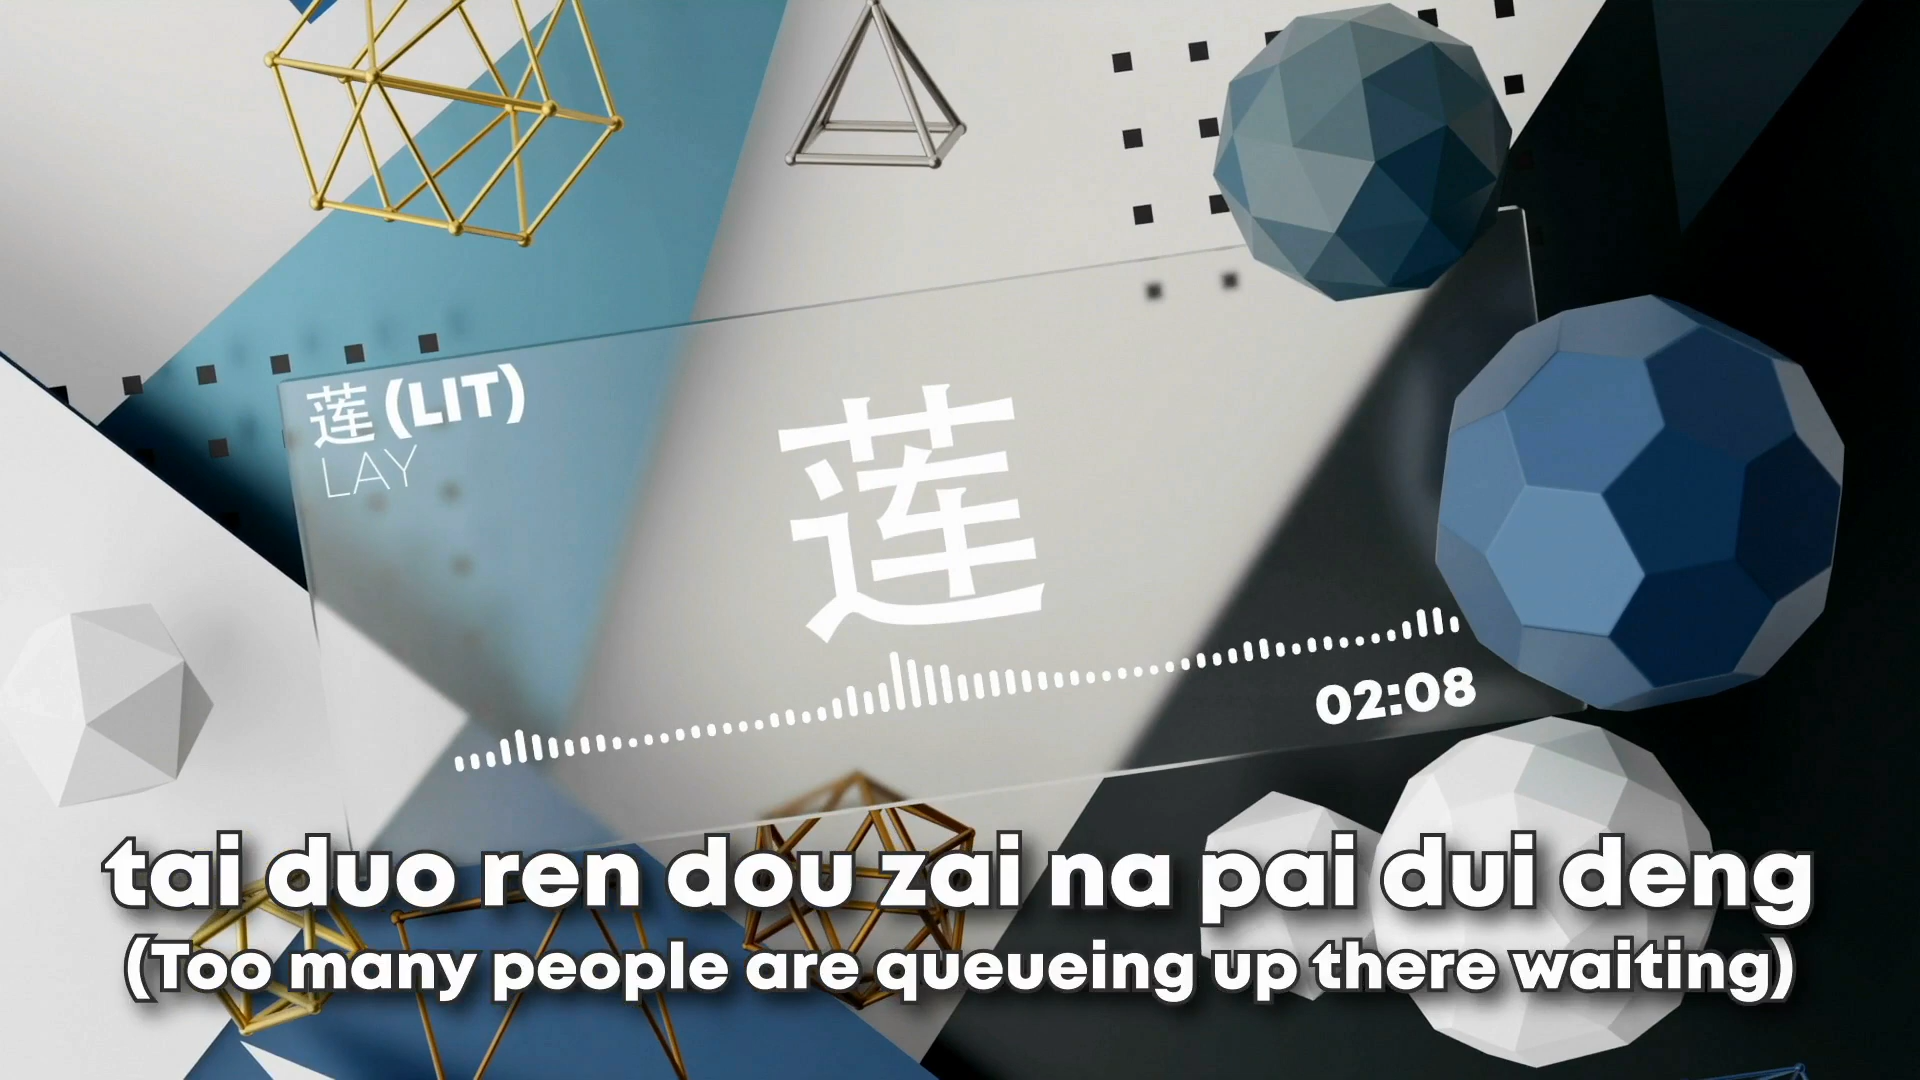 莲 (LIT)
LAY
莲
02:08
tai duo ren dou zai na pai dui deng
(Too many people are queueing up there waiting)